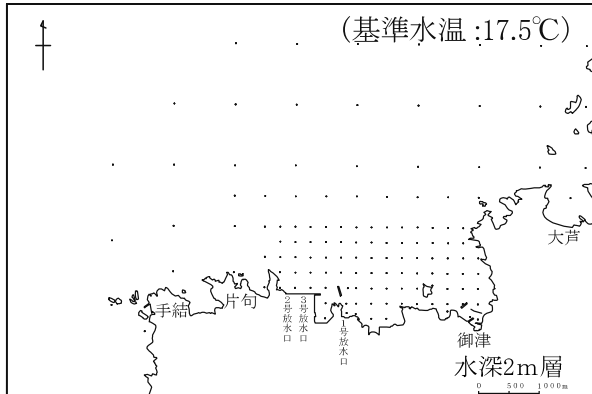 (基準水温:17.5℃)
大芦
手結
片句
2号放水口
3号放水口
1号放水口
御津
水深2m層
0 500 1000m